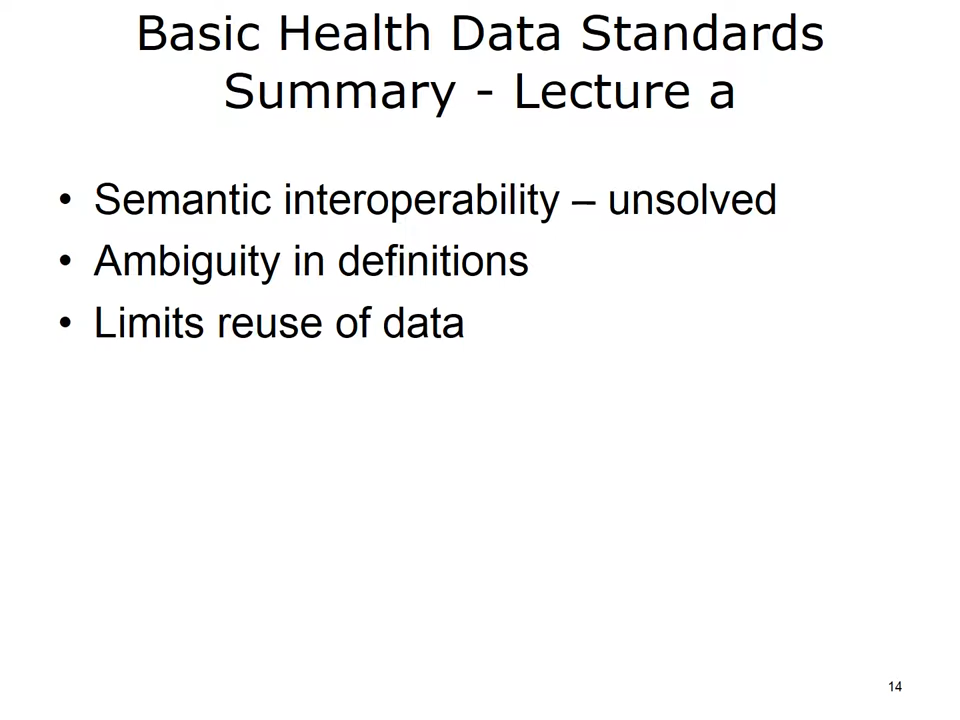 Basic Health Data Standards
Summary - Lecture a
• Semantic interoperability – unsolved
• Ambiguity in definitions
• Limits reuse of data
14